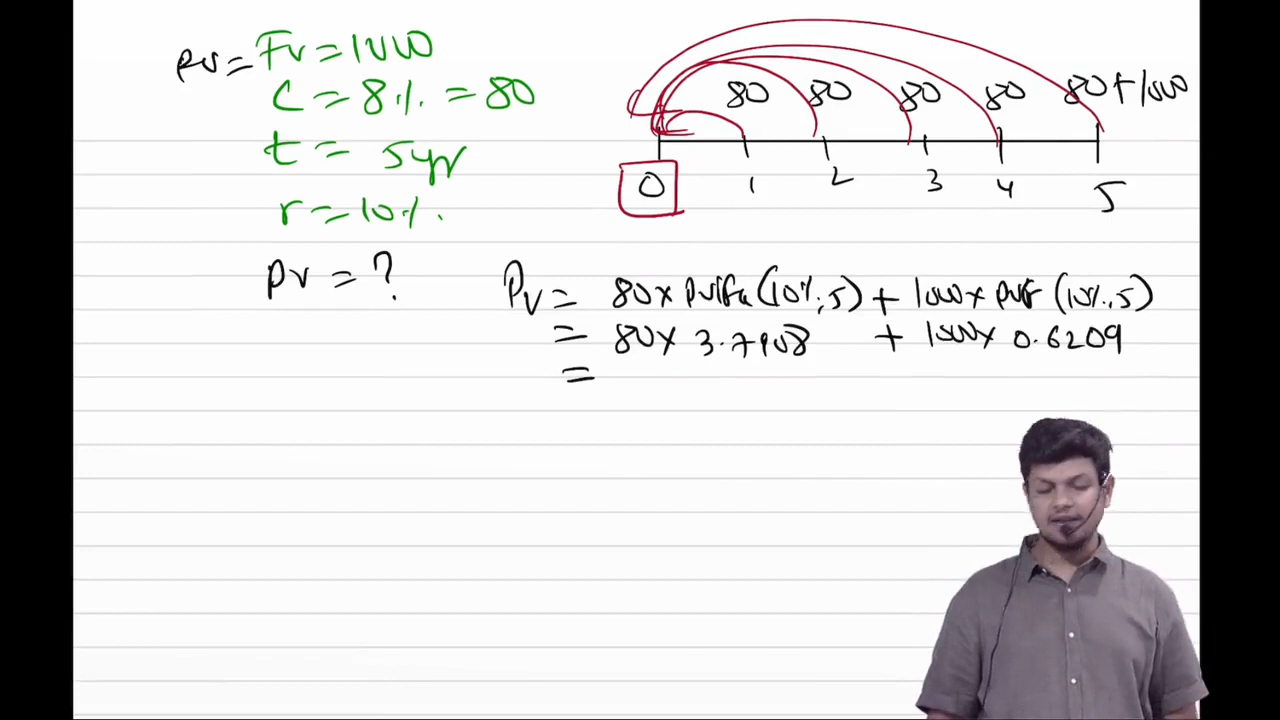 PV = FV = 1000
C = 8% = 80
t = 5yr
r = 10%.
PV = ?
80 80 80 80 80+1000
0 1 2 3 4 5
PV = 80 x pvifa (10%, 5) + 1000 x pvf (10%, 5)
= 80 x 3.7908 + 1000 x 0.6209
=